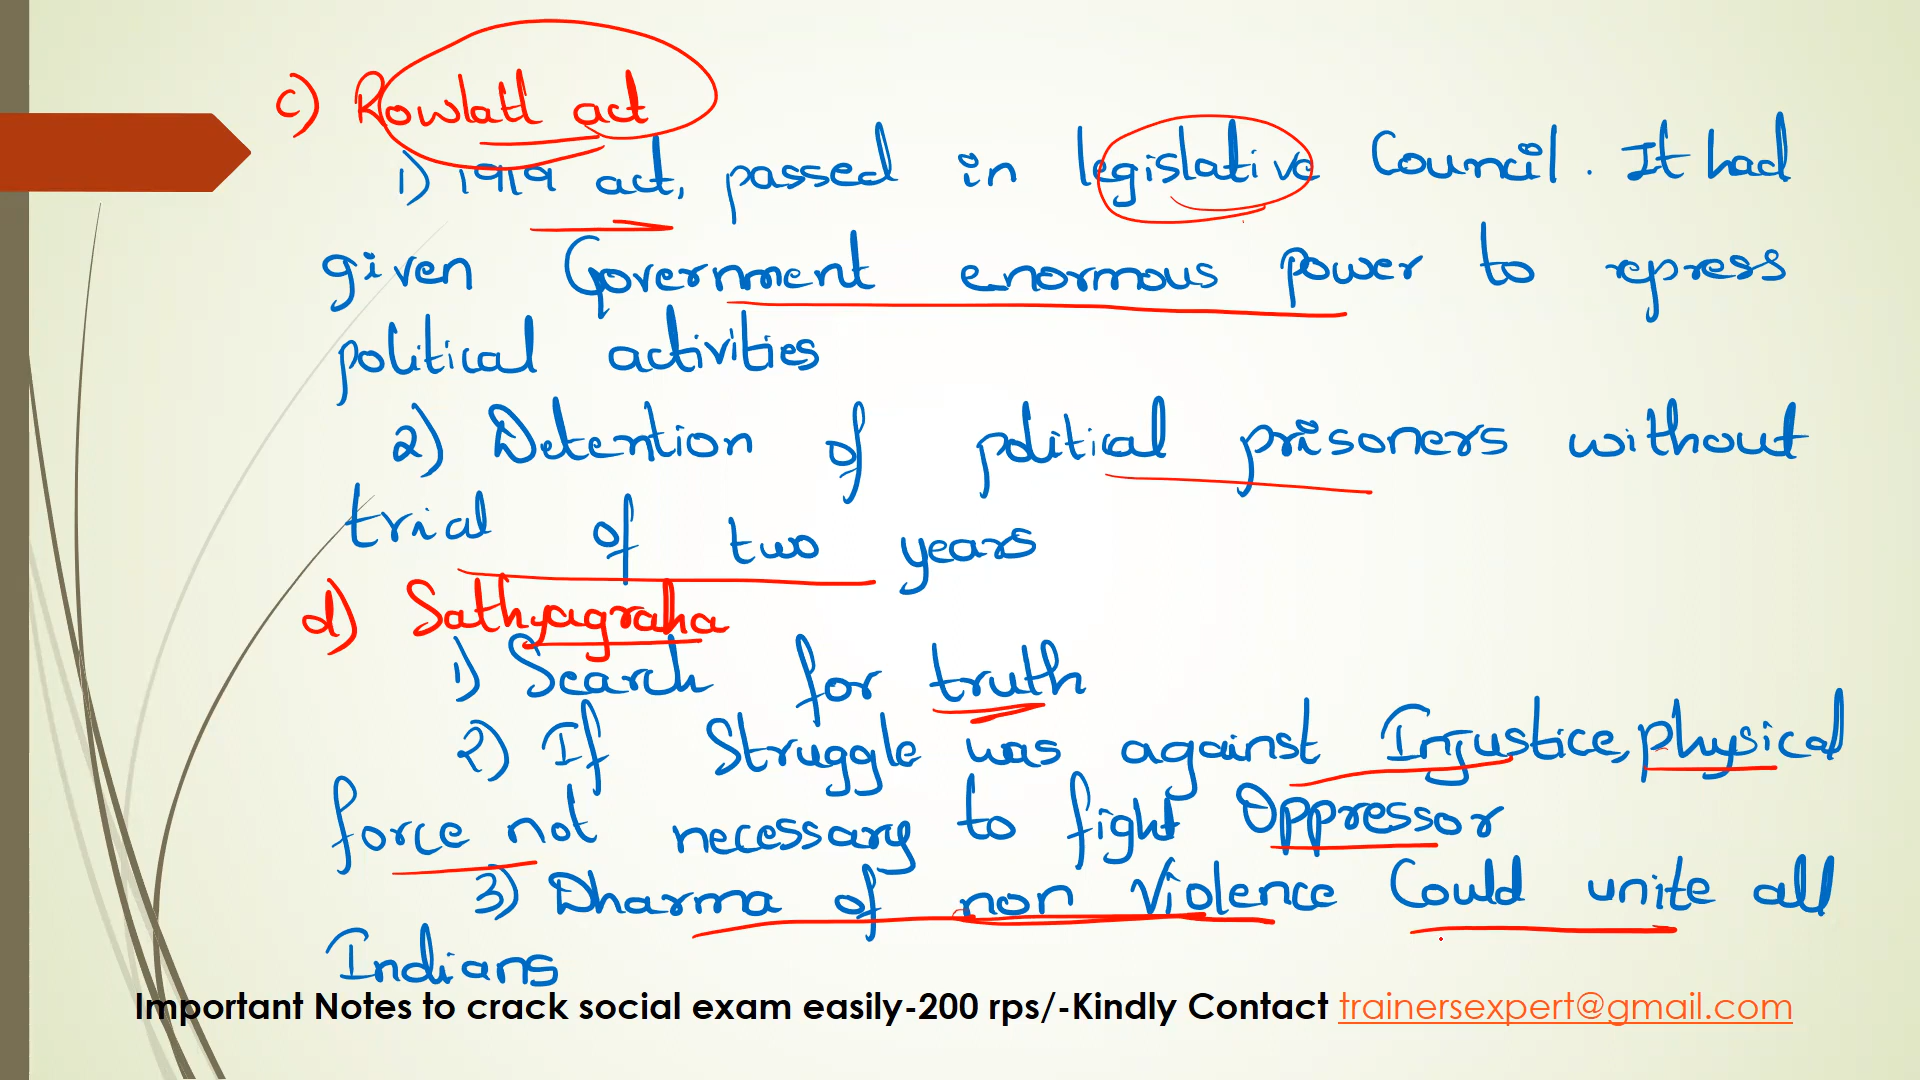 c) Rowlatt act
1) 1919 act, passed in legislative Council. It had
given Government enormous power to repress
political activities
2) Detention of political prisoners without
trial of two years
d) Sathyagraha
1) Search for truth
2) If Struggle was against Injustice, physical
force not necessary to fight Oppressor
3) Dharma of non Violence Could unite all
Indians
Important Notes to crack social exam easily-200 rps/-Kindly Contact trainersexpert@gmail.com